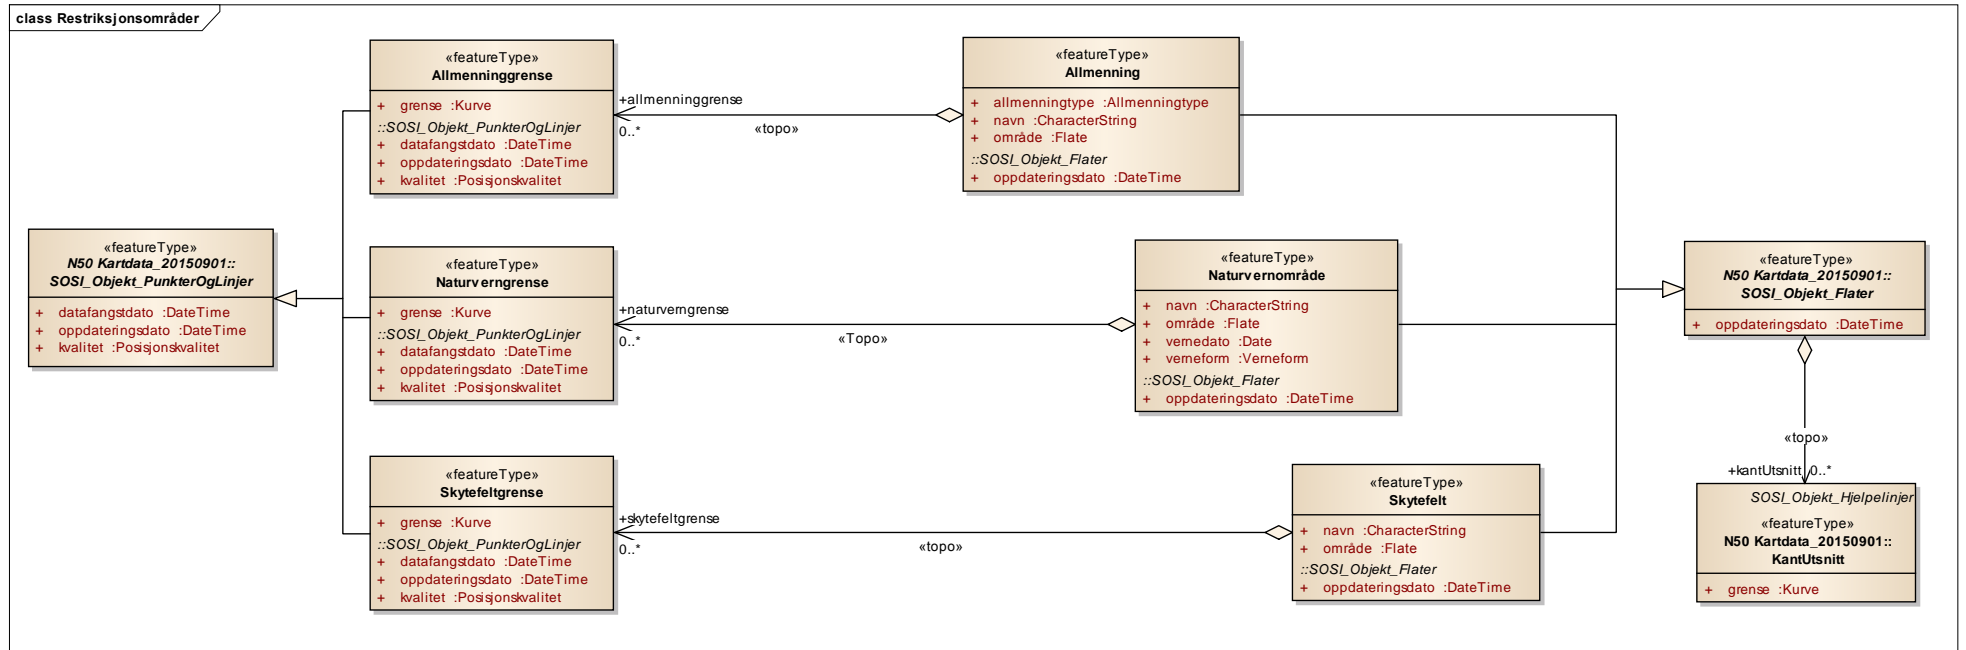 class Restriksjonsområder
«featureType»
Allmenninggrense
+ grense :Kurve
::SOSI_Objekt_PunkterOgLinjer
+ datafangstdato :DateTime
+ oppdateringsdato :DateTime
+ kvalitet :Posisjonskvalitet
+allmenninggrense
0..*
«topo»
«featureType»
Allmenning
+ allmenningtype :Allmenningtype
+ navn :CharacterString
+ område :Flate
::SOSI_Objekt_Flater
+ oppdateringsdato :DateTime
«featureType»
N50 Kartdata_20150901::
SOSI_Objekt_PunkterOgLinjer
+ datafangstdato :DateTime
+ oppdateringsdato :DateTime
+ kvalitet :Posisjonskvalitet
«featureType»
Naturverngrense
+ grense :Kurve
::SOSI_Objekt_PunkterOgLinjer
+ datafangstdato :DateTime
+ oppdateringsdato :DateTime
+ kvalitet :Posisjonskvalitet
+naturverngrense
0..*
«Topo»
«featureType»
Naturvernområde
+ navn :CharacterString
+ område :Flate
+ vernedato :Date
+ verneform :Verneform
::SOSI_Objekt_Flater
+ oppdateringsdato :DateTime
«featureType»
N50 Kartdata_20150901::
SOSI_Objekt_Flater
+ oppdateringsdato :DateTime
«topo»
+kantUtsnitt 0..*
«featureType»
Skytefeltgrense
+ grense :Kurve
::SOSI_Objekt_PunkterOgLinjer
+ datafangstdato :DateTime
+ oppdateringsdato :DateTime
+ kvalitet :Posisjonskvalitet
+skytefeltgrense
0..*
«topo»
«featureType»
Skytefelt
+ navn :CharacterString
+ område :Flate
::SOSI_Objekt_Flater
+ oppdateringsdato :DateTime
SOSI_Objekt_Hjelpelinjer
«featureType»
N50 Kartdata_20150901::
KantUtsnitt
+ grense :Kurve